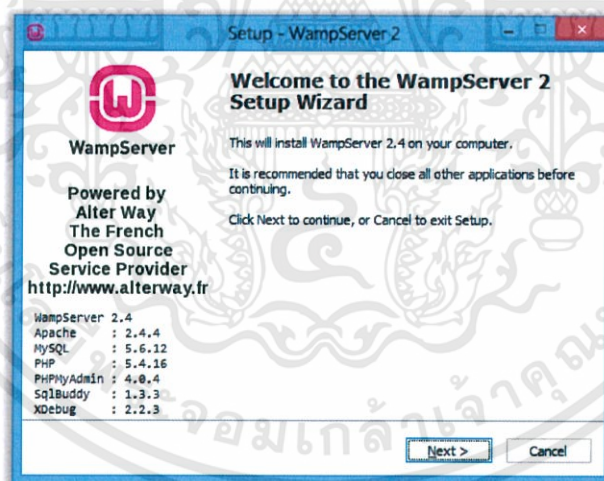 Setup - WampServer 2
WampServer
Powered by
Alter Way
The French
Open Source
Service Provider
http://www.alterway.fr
WampServer 2.4
Apache : 2.4.4
MySQL : 5.6.12
PHP : 5.4.16
PHPMyAdmin : 4.0.4
SqlBuddy : 1.3.3
XDebug : 2.2.3
Welcome to the WampServer 2
Setup Wizard
This will install WampServer 2.4 on your computer.
It is recommended that you close all other applications before
continuing.
Click Next to continue, or Cancel to exit Setup.
Next >
Cancel